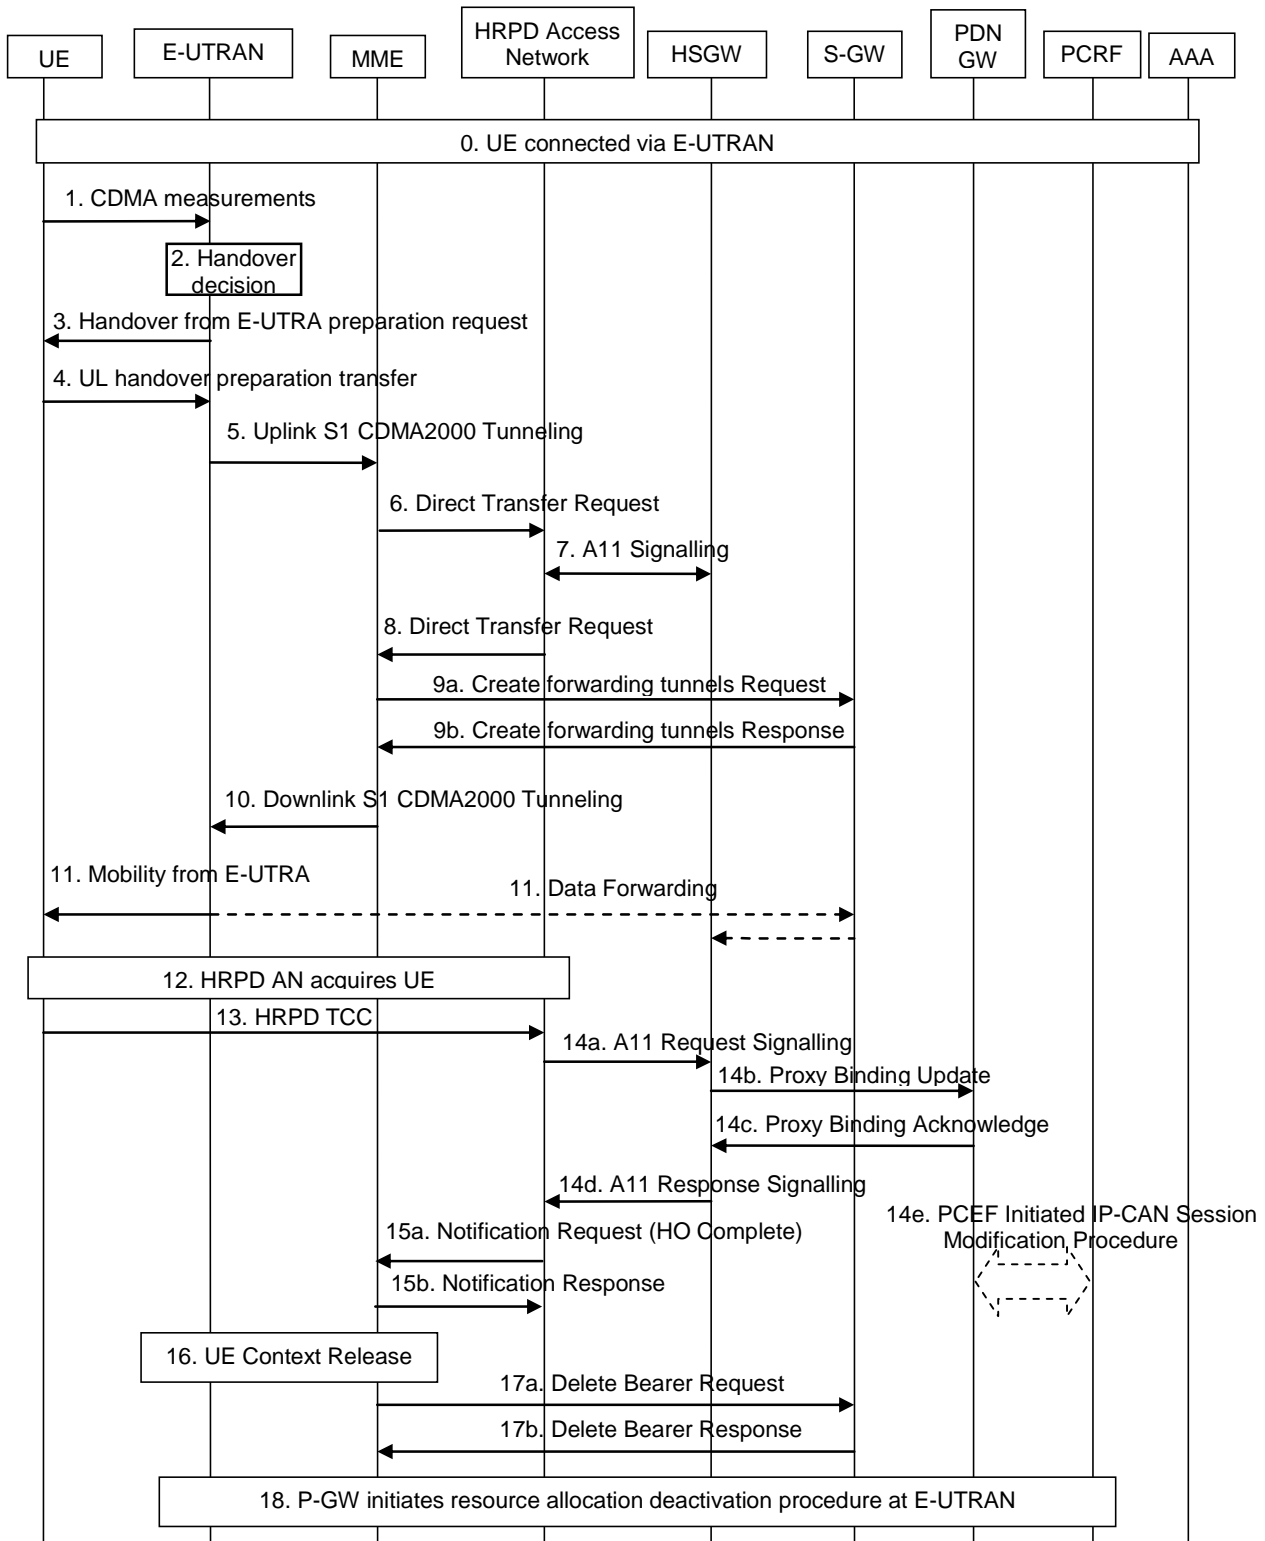 UE
E-UTRAN
MME
HRPD Access
Network
HSGW
S-GW
PDN
GW
PCRF
AAA
0. UE connected via E-UTRAN
1. CDMA measurements
2. Handover
decision
3. Handover from E-UTRA preparation request
4. UL handover preparation transfer
5. Uplink S1 CDMA2000 Tunneling
6. Direct Transfer Request
7. A11 Signalling
8. Direct Transfer Request
9a. Create forwarding tunnels Request
9b. Create forwarding tunnels Response
10. Downlink S1 CDMA2000 Tunneling
11. Mobility from E-UTRA
11. Data Forwarding
12. HRPD AN acquires UE
13. HRPD TCC
14a. A11 Request Signalling
14b. Proxy Binding Update
14c. Proxy Binding Acknowledge
14d. A11 Response Signalling
14e. PCEF Initiated IP-CAN Session
Modification Procedure
15a. Notification Request (HO Complete)
15b. Notification Response
16. UE Context Release
17a. Delete Bearer Request
17b. Delete Bearer Response
18. P-GW initiates resource allocation deactivation procedure at E-UTRAN